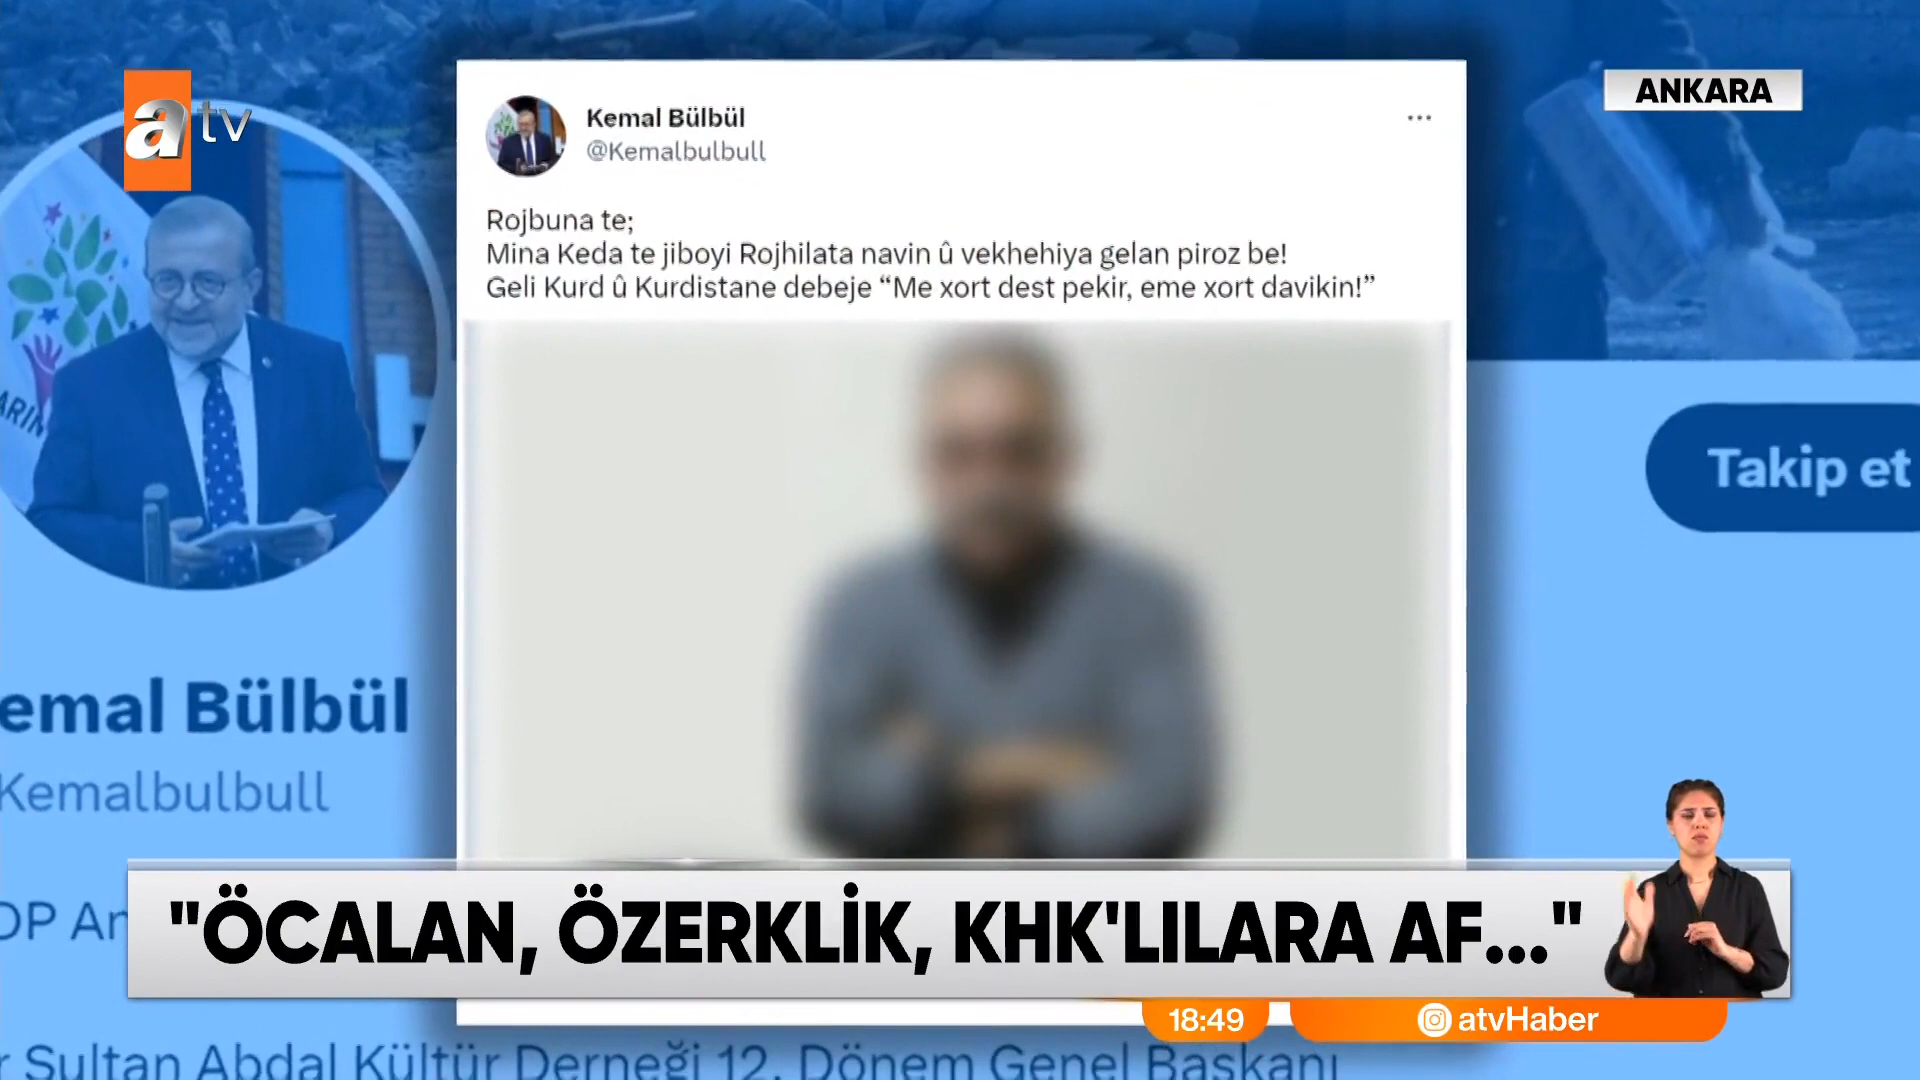 atv
ANKARA
Kemal Bülbül
@Kemalbulbull
Rojbuna te;
Mina Keda te jiboyi Rojhilata navin û vekhehiya gelan piroz be!
Geli Kurd û Kurdistane debeje “Me xort dest pekir, eme xort davikin!”
Takip et
emal Bülbül
Kemalbulbull
"ÖCALAN, ÖZERKLİK, KHK'LILARA AF..."
18:49
atvHaber
r Sultan Abdal Kültür Derneği 12. Dönem Genel Başkanı